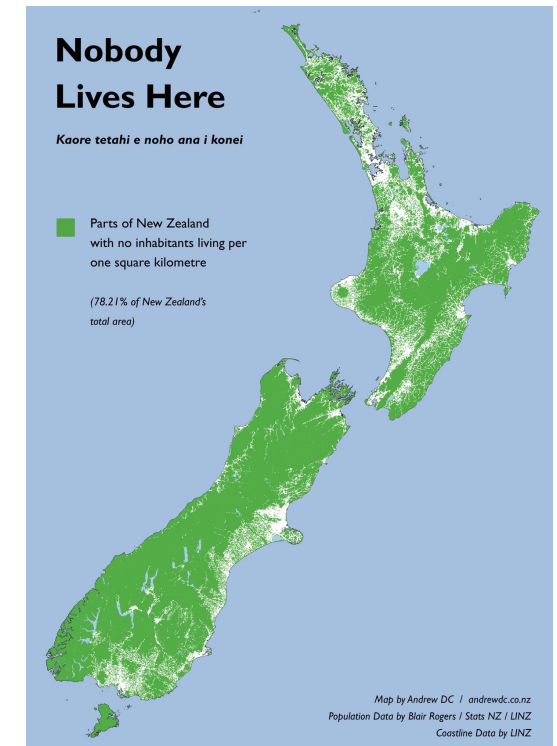 Nobody
Lives Here
Kaore tetahi e noho ana i konei
Parts of New Zealand
with no inhabitants living per
one square kilometre
(78.21% of New Zealand's
total area)
Map by Andrew DC / andrewdc.co.nz
Population Data by Blair Rogers / Stats NZ / LINZ
Coastline Data by LINZ